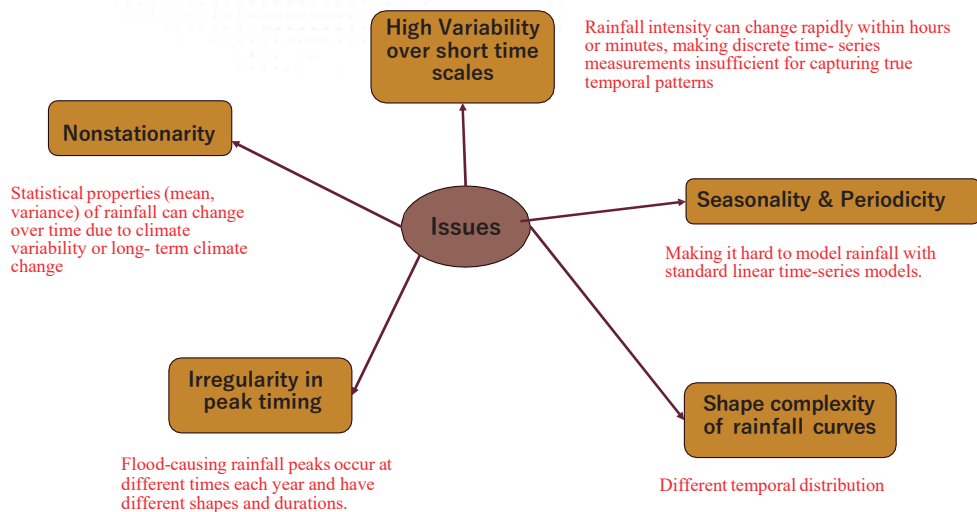 High Variability
over short time
scales
Rainfall intensity can change rapidly within hours
or minutes, making discrete time- series
measurements insufficient for capturing true
temporal patterns
Nonstationarity
Statistical properties (mean,
variance) of rainfall can change
over time due to climate
variability or long- term climate
change
Issues
Seasonality & Periodicity
Making it hard to model rainfall with
standard linear time-series models.
Irregularity in
peak timing
Flood-causing rainfall peaks occur at
different times each year and have
different shapes and durations.
Shape complexity
of rainfall curves
Different temporal distribution